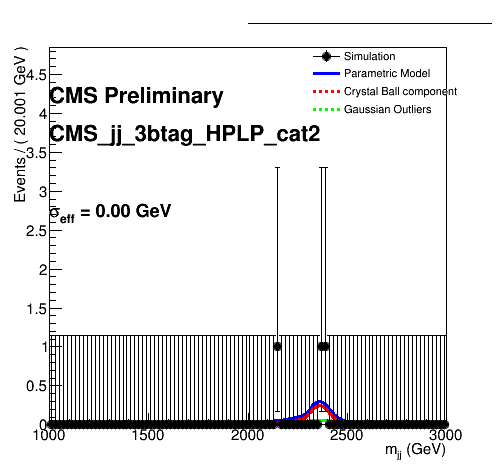 Simulation
Parametric Model
Crystal Ball component
Gaussian Outliers
CMS Preliminary
CMS_jj_3btag_HPLP_cat2
σeff = 0.00 GeV
Events / ( 20.001 GeV )
4.5
4
3.5
3
2.5
2
1.5
1
0.5
0
1000 1500 2000 2500 3000
mjj (GeV)